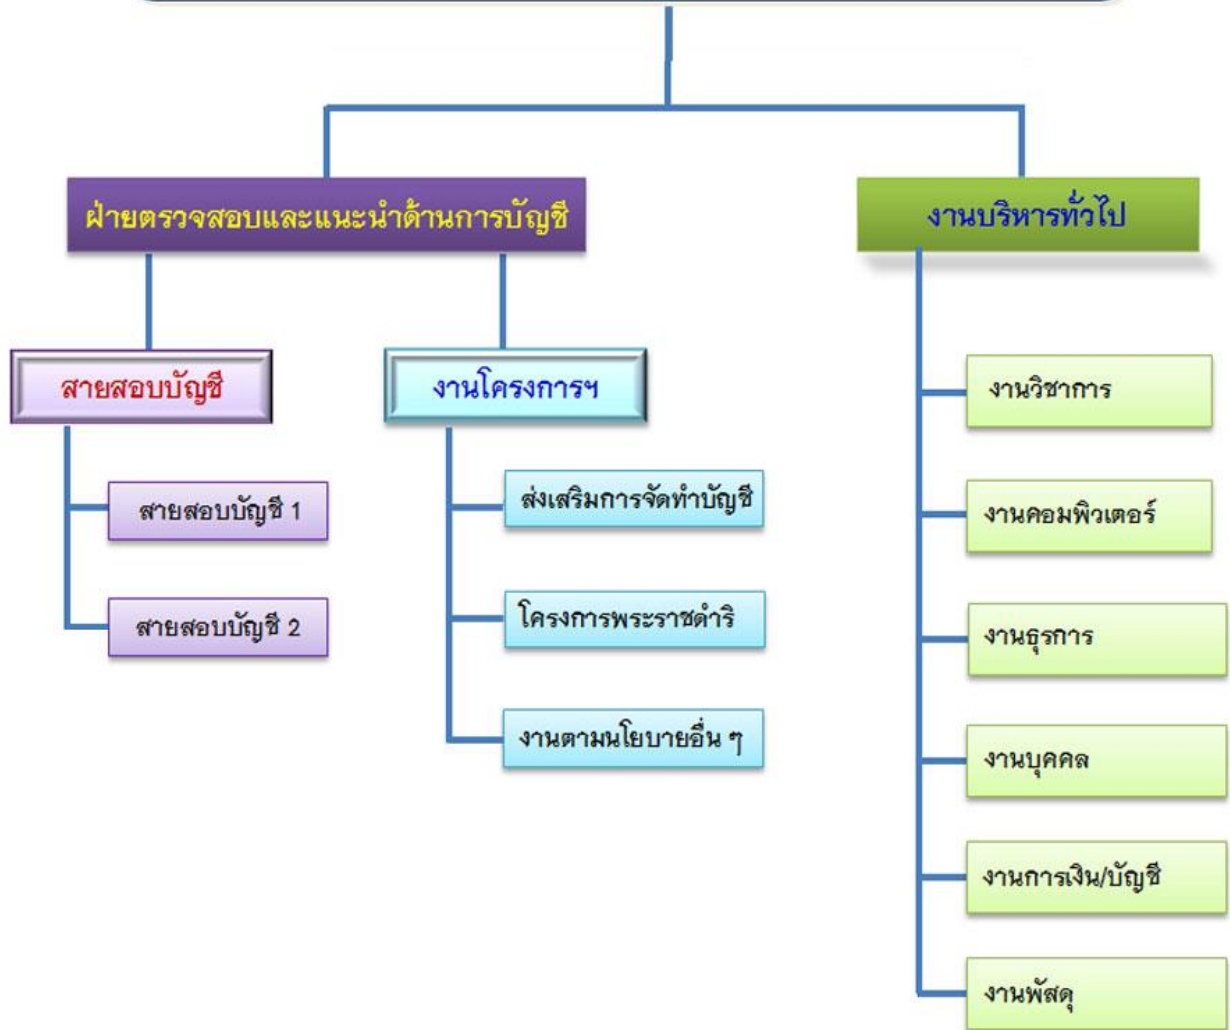 ฝ่ายตรวจสอบและแนะนำด้านการบัญชี
งานบริหารทั่วไป
สายสอบบัญชี
งานโครงการฯ
สายสอบบัญชี 1
สายสอบบัญชี 2
ส่งเสริมการจัดทำบัญชี
โครงการพระราชดำริ
งานตามนโยบายอื่น ๆ
งานวิชาการ
งานคอมพิวเตอร์
งานธุรการ
งานบุคคล
งานการเงิน/บัญชี
งานพัสดุ